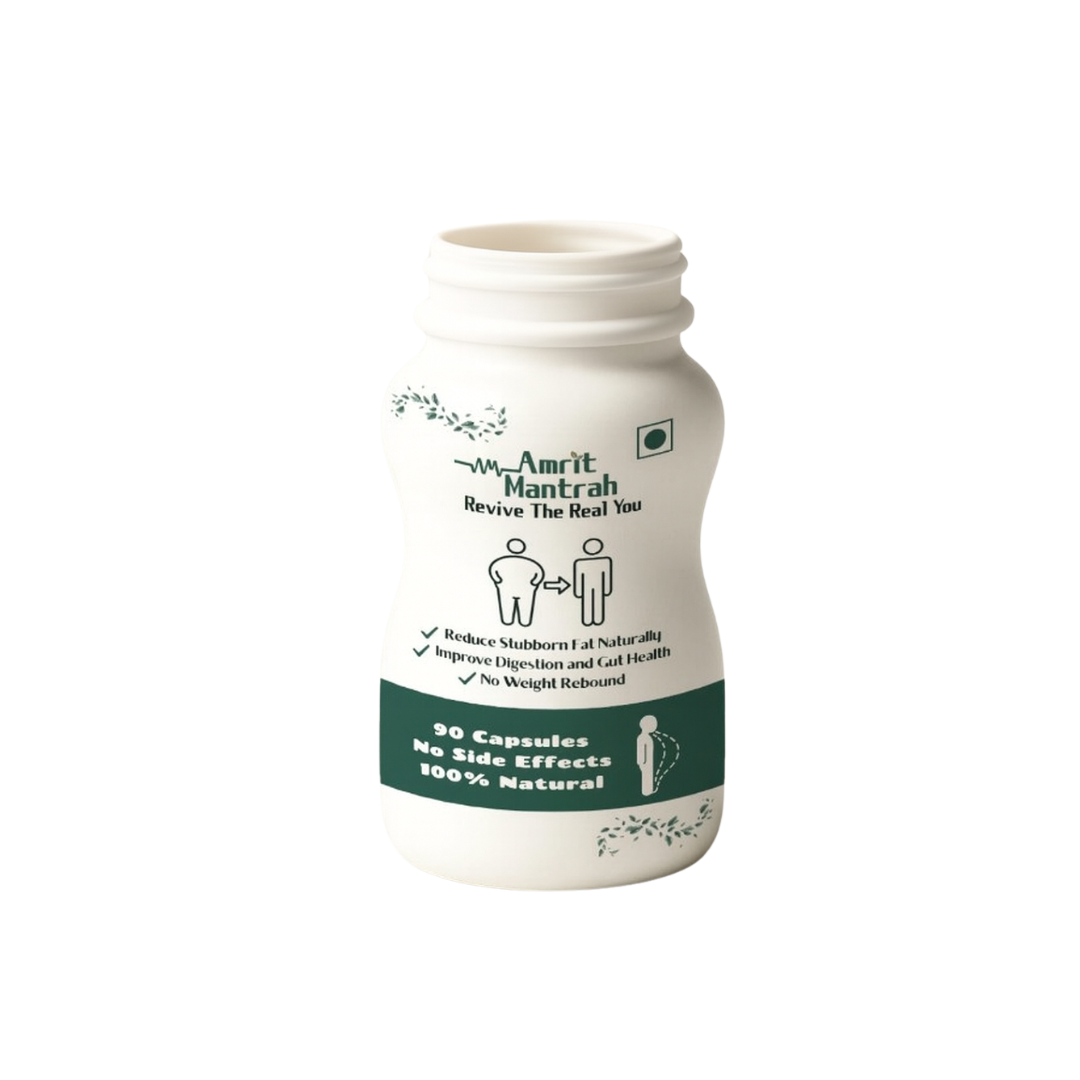 Amrit
Mantrah
Revive The Real You
Reduce Stubborn Fat Naturally
Improve Digestion and Gut Health
No Weight Rebound
90 Capsules
No Side Effects
100% Natural